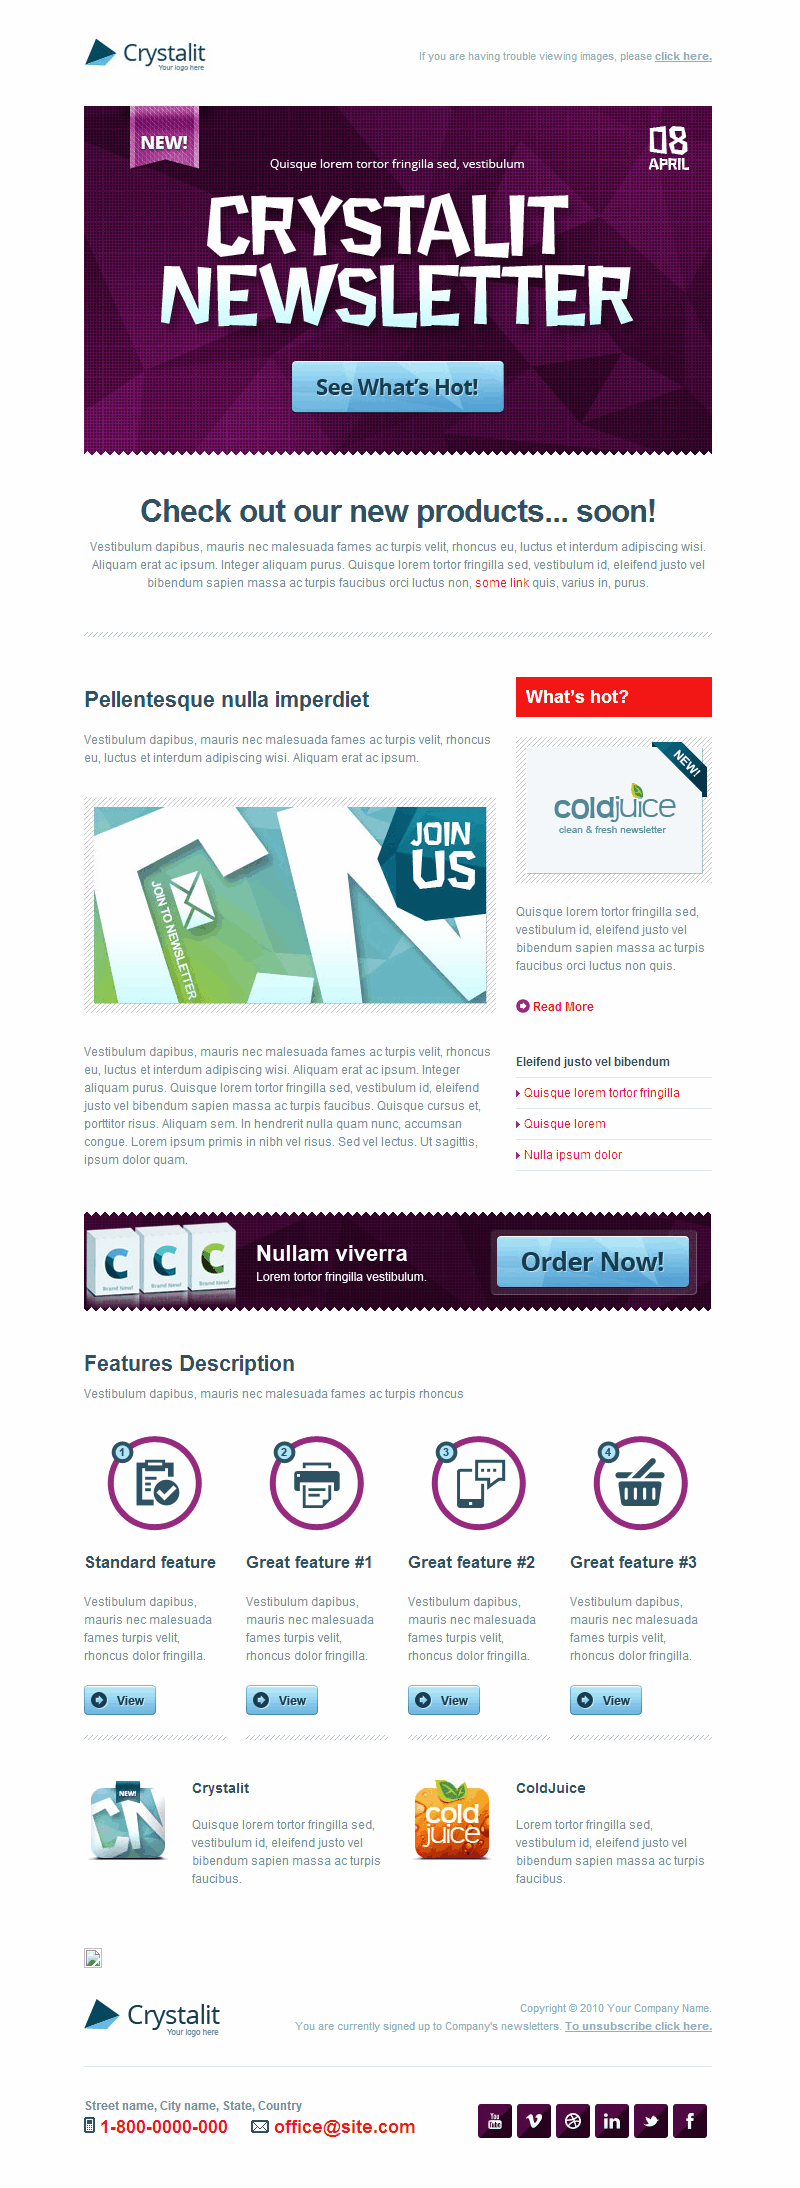 Crystalit
Your logo here
If you are having trouble viewing images, please click here.
NEW!
08
APRIL
Quisque lorem tortor fringilla sed, vestibulum
CRYSTALIT
NEWSLETTER
See What's Hot!
Check out our new products... soon!
Vestibulum dapibus, mauris nec malesuada fames ac turpis velit, rhoncus eu, luctus et interdum adipiscing wisi.
Aliquam erat ac ipsum. Integer aliquam purus. Quisque lorem tortor fringilla sed, vestibulum id, eleifend justo vel
bibendum sapien massa ac turpis faucibus orci luctus non, some link quis, varius in, purus.
Pellentesque nulla imperdiet
Vestibulum dapibus, mauris nec malesuada fames ac turpis velit, rhoncus
eu, luctus et interdum adipiscing wisi. Aliquam erat ac ipsum.
CN
JOIN TO NEWSLETTER
JOIN
US
Vestibulum dapibus, mauris nec malesuada fames ac turpis velit, rhoncus
eu, luctus et interdum adipiscing wisi. Aliquam erat ac ipsum. Integer
aliquam purus. Quisque lorem tortor fringilla sed, vestibulum id, eleifend
justo vel bibendum sapien massa ac turpis faucibus. Quisque cursus et,
porttitor risus. Aliquam sem. In hendrerit nulla quam nunc, accumsan
congue. Lorem ipsum primis in nibh vel risus. Sed vel lectus. Ut sagittis,
ipsum dolor quam.
What's hot?
NEW!
coldjuice
clean & fresh newsletter
Quisque lorem tortor fringilla sed,
vestibulum id, eleifend justo vel
bibendum sapien massa ac turpis
faucibus orci luctus non quis.
Read More
Eleifend justo vel bibendum
Quisque lorem tortor fringilla
Quisque lorem
Nulla ipsum dolor
C C C
Brand New! Brand New! Brand New!
Nullam viverra
Lorem tortor fringilla vestibulum.
Order Now!
Features Description
Vestibulum dapibus, mauris nec malesuada fames ac turpis rhoncus
1
Standard feature
Vestibulum dapibus,
mauris nec malesuada
fames turpis velit,
rhoncus dolor fringilla.
View
2
Great feature #1
Vestibulum dapibus,
mauris nec malesuada
fames turpis velit,
rhoncus dolor fringilla.
View
3
Great feature #2
Vestibulum dapibus,
mauris nec malesuada
fames turpis velit,
rhoncus dolor fringilla.
View
4
Great feature #3
Vestibulum dapibus,
mauris nec malesuada
fames turpis velit,
rhoncus dolor fringilla.
View
NEW!
CN
Crystalit
Quisque lorem tortor fringilla sed,
vestibulum id, eleifend justo vel
bibendum sapien massa ac turpis
faucibus.
cold
juice
ColdJuice
Lorem tortor fringilla sed,
vestibulum id, eleifend justo vel
bibendum sapien massa ac turpis
faucibus.
Crystalit
Your logo here
Copyright © 2010 Your Company Name.
You are currently signed up to Company's newsletters. To unsubscribe click here.
Street name, City name, State, Country
1-800-0000-000 office@site.com
You
Tube
in
f